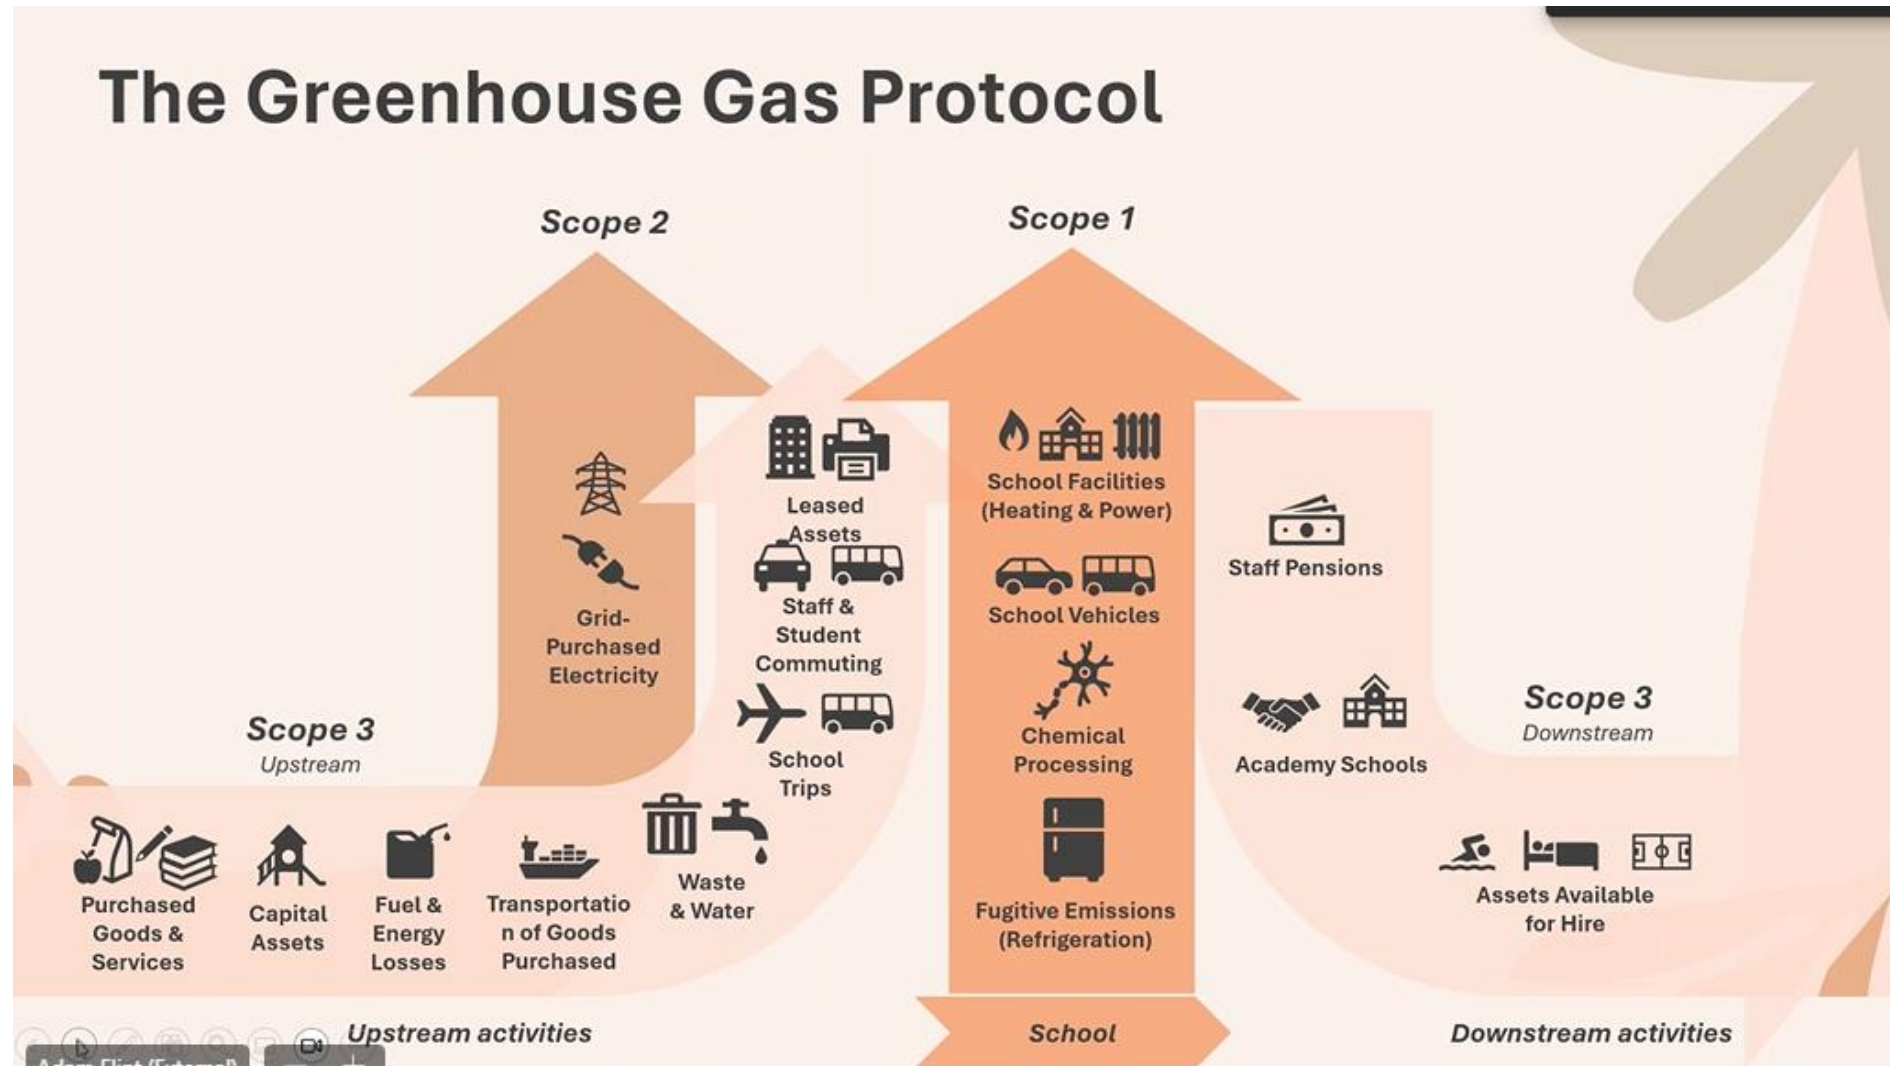 The Greenhouse Gas Protocol
Scope 2
Scope 1
Leased
Assets
Staff &
Student
Commuting
School
Trips
Grid-
Purchased
Electricity
School Facilities
(Heating & Power)
School Vehicles
Chemical
Processing
Fugitive Emissions
(Refrigeration)
Staff Pensions
Academy Schools
Scope 3
Upstream
Scope 3
Downstream
Purchased
Goods &
Services
Capital
Assets
Fuel &
Energy
Losses
Transportatio
n of Goods
Purchased
Waste
& Water
Assets Available
for Hire
Upstream activities
School
Downstream activities